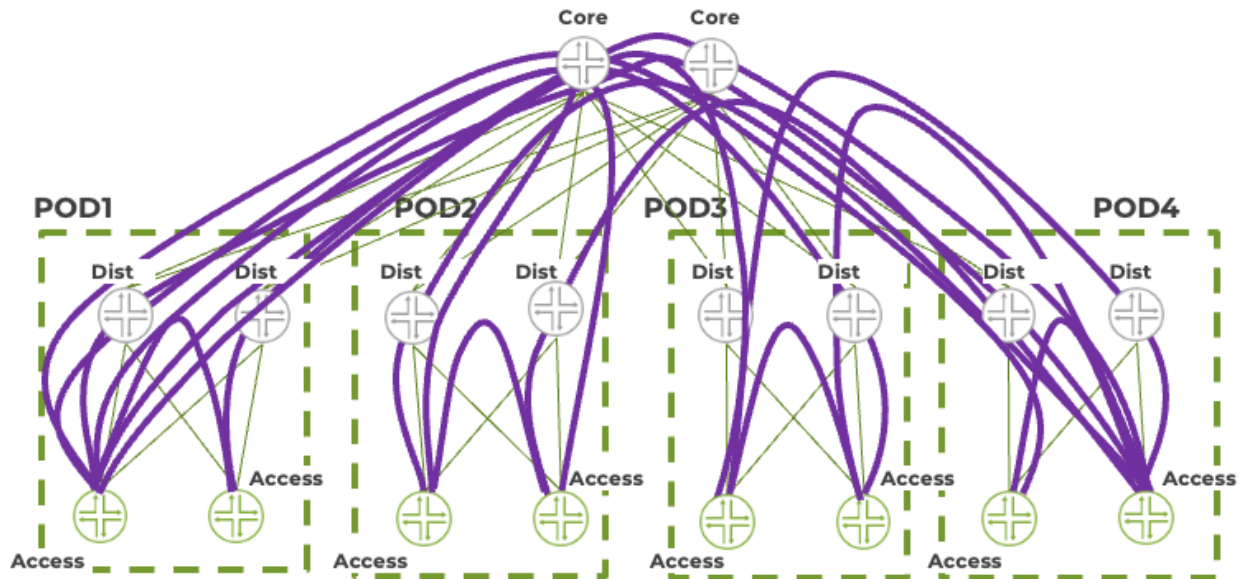 Core
Core
POD1
POD2
POD3
POD4
Dist
Dist
Dist
Dist
Dist
Dist
Dist
Dist
Access
Access
Access
Access
Access
Access
Access
Access